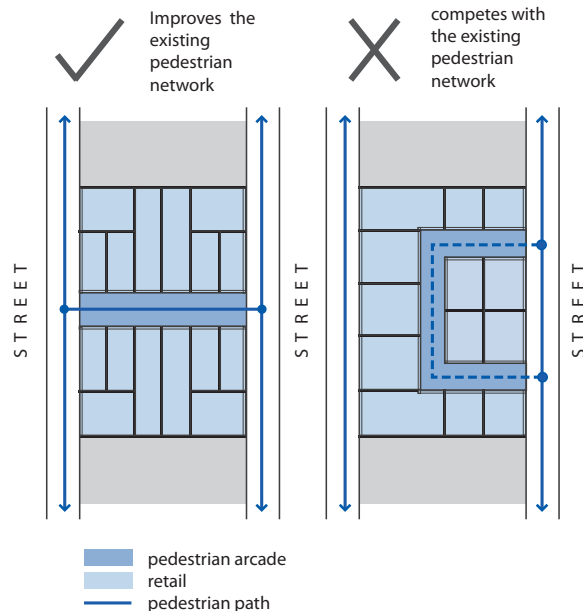 Improves the
existing
pedestrian
network
competes with
the existing
pedestrian
network
STREET
STREET
STREET
pedestrian arcade
retail
pedestrian path